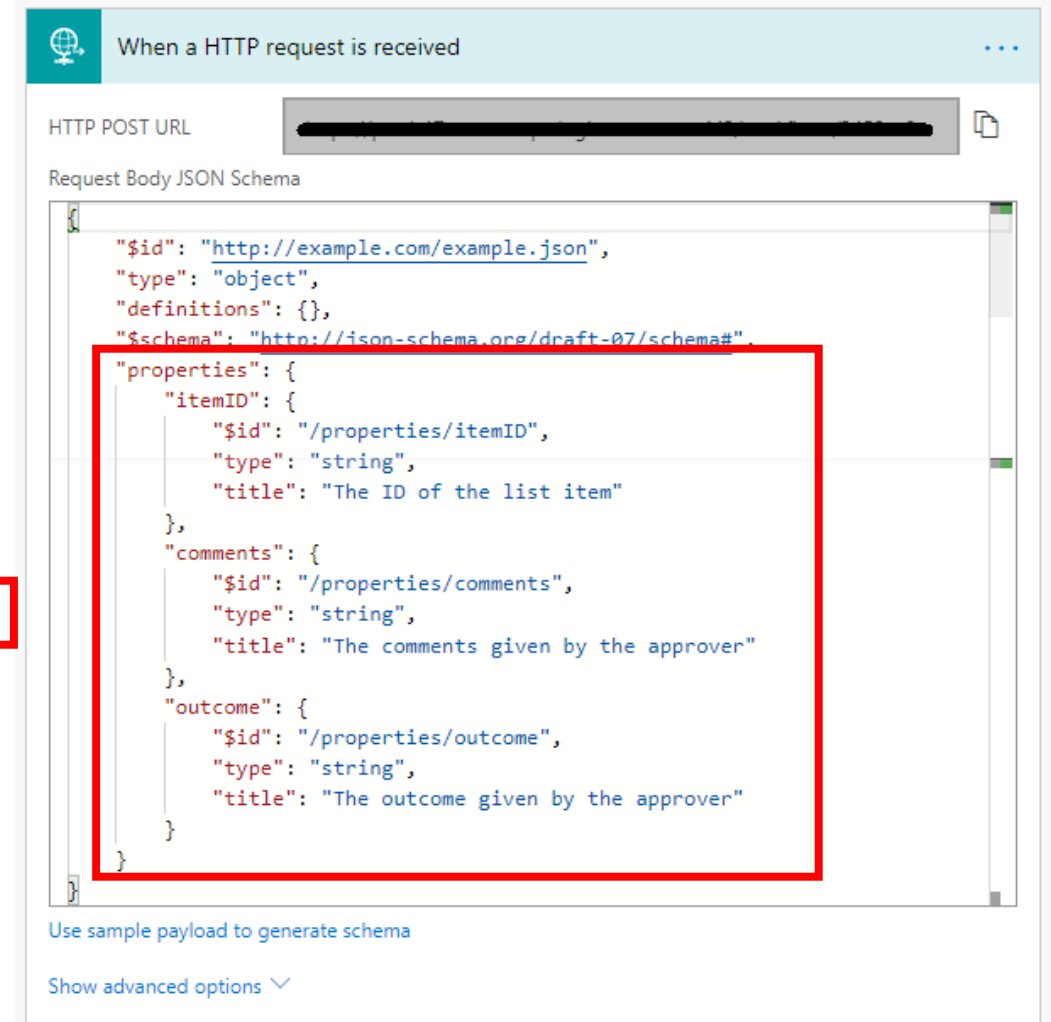 When a HTTP request is received
HTTP POST URL
Request Body JSON Schema
{
"$id": "http://example.com/example.json",
"type": "object",
"definitions": {},
"$schema": "http://json-schema.org/draft-07/schema#",
"properties": {
"itemID": {
"$id": "/properties/itemID",
"type": "string",
"title": "The ID of the list item"
},
"comments": {
"$id": "/properties/comments",
"type": "string",
"title": "The comments given by the approver"
},
"outcome": {
"$id": "/properties/outcome",
"type": "string",
"title": "The outcome given by the approver"
}
}
}
Use sample payload to generate schema
Show advanced options